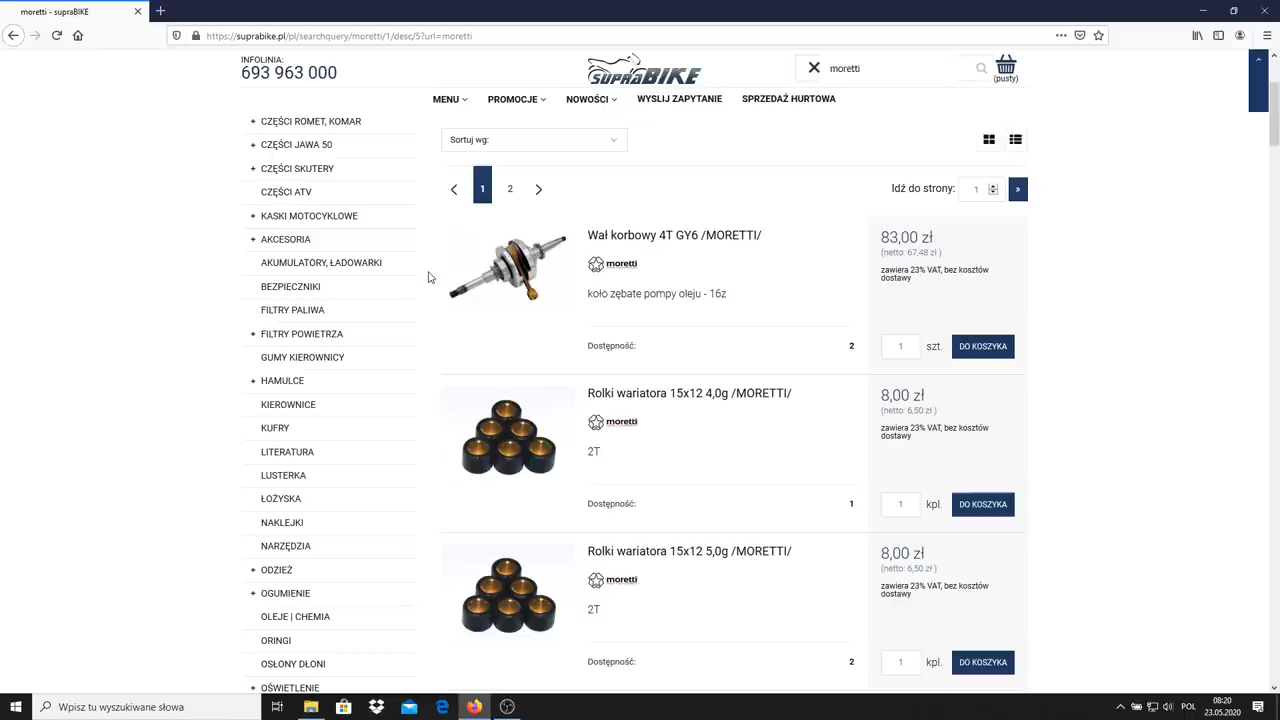 moretti - supraBIKE
https://suprabike.pl/pl/searchquery/moretti/1/desc/5?url=moretti
INFOLINIA:
693 963 000
SUPRABIKE
moretti
(pusty)
MENU
PROMOCJE
NOWOŚCI
WYSLIJ ZAPYTANIE
SPRZEDAŻ HURTOWA
+ CZĘŚCI ROMET, KOMAR
+ CZĘŚCI JAWA 50
+ CZĘŚCI SKUTERY
CZĘŚCI ATV
+ KASKI MOTOCYKLOWE
+ AKCESORIA
AKUMULATORY, ŁADOWARKI
BEZPIECZNIKI
FILTRY PALIWA
+ FILTRY POWIETRZA
GUMY KIEROWNICY
+ HAMULCE
KIEROWNICE
KUFRY
LITERATURA
LUSTERKA
ŁOŻYSKA
NAKLEJKI
NARZĘDZIA
+ ODZIEŻ
+ OGUMIENIE
OLEJE | CHEMIA
ORINGI
OSŁONY DŁONI
+ OŚWIETLENIE
Sortuj wg:
1
2
Idź do strony:
1
»
Wał korbowy 4T GY6 /MORETTI/
moretti
koło zębate pompy oleju - 16z
Dostępność:
2
83,00 zł
(netto: 67,48 zł )
zawiera 23% VAT, bez kosztów
dostawy
1
szt.
DO KOSZYKA
Rolki wariatora 15x12 4,0g /MORETTI/
moretti
2T
Dostępność:
1
8,00 zł
(netto: 6,50 zł )
zawiera 23% VAT, bez kosztów
dostawy
1
kpl.
DO KOSZYKA
Rolki wariatora 15x12 5,0g /MORETTI/
moretti
2T
Dostępność:
2
8,00 zł
(netto: 6,50 zł )
zawiera 23% VAT, bez kosztów
dostawy
1
kpl.
DO KOSZYKA
Wpisz tu wyszukiwane słowa
POL
08:20
23.05.2020